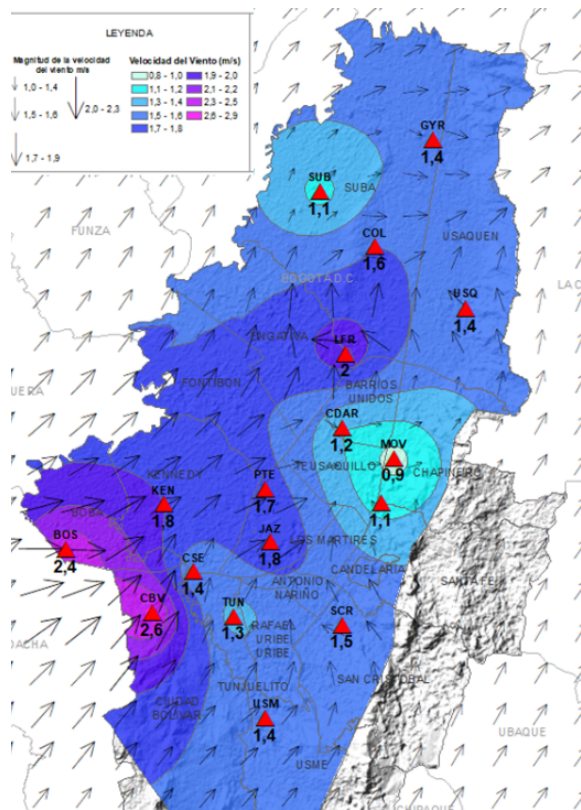 LEYENDA
Magnitud de la velocidad
del viento m/s
1,0 - 1,4
1,5 - 1,6
1,7 - 1,9
2,0 - 2,3
Velocidad del Viento (m/s)
0,8 - 1,0
1,1 - 1,2
1,3 - 1,4
1,5 - 1,6
1,7 - 1,8
1,9 - 2,0
2,1 - 2,2
2,3 - 2,5
2,6 - 2,9
GYR
1,4
SUB
SUBA
1,1
FUNZA
COL
USAQUEN
1,6
BOGOTA D.C
LA C
USQ
1,4
ENGATIVA
LFR
2
FONTIBON
BARRIOS
UNIDOS
UERA
CDAR
1,2
MOV
TEUSAQUILLO
CHAPINERO
0,9
KENNEDY
PTE
KEN
1,7
1,8
1,1
BOSA
BOS
JAZ
LOS MARTIRES
2,4
1,8
CSE
CANDELARIA
1,4
ANTONIO
NARIÑO
SANTA FE
CBV
TUN
SCR
2,6
1,3
RAFAEL
URIBE
URIBE
1,5
OACHA
SAN CRISTOBAL
TUNJUELITO
CIUDAD
BOLIVAR
USM
1,4
UBAQUE
USME
CHIPAQUE